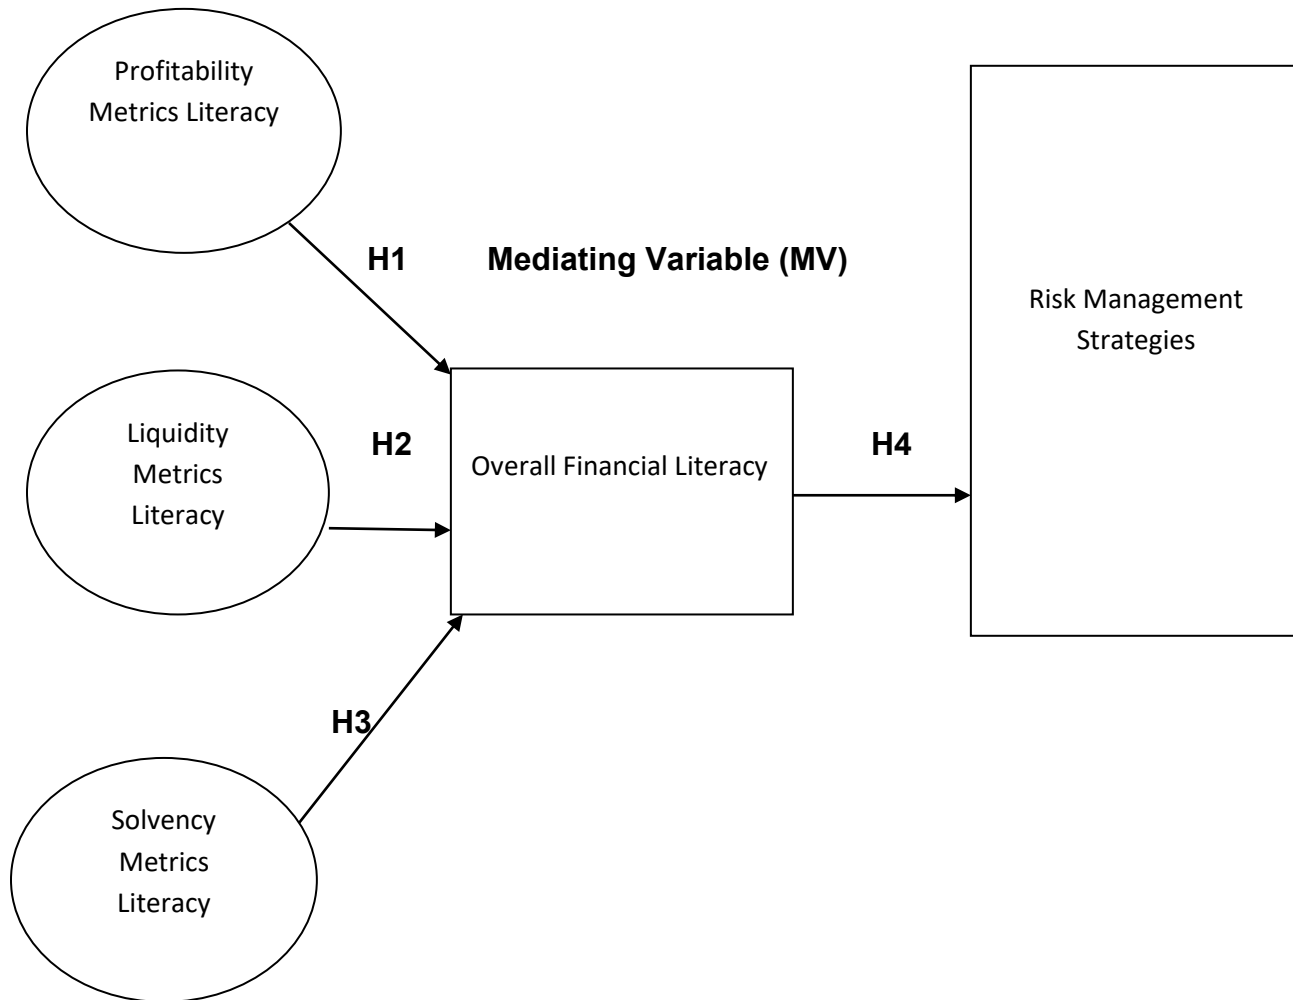 Profitability
Metrics Literacy
H1
Mediating Variable (MV)
Risk Management
Strategies
Liquidity
Metrics
Literacy
H2
Overall Financial Literacy
H4
H3
Solvency
Metrics
Literacy